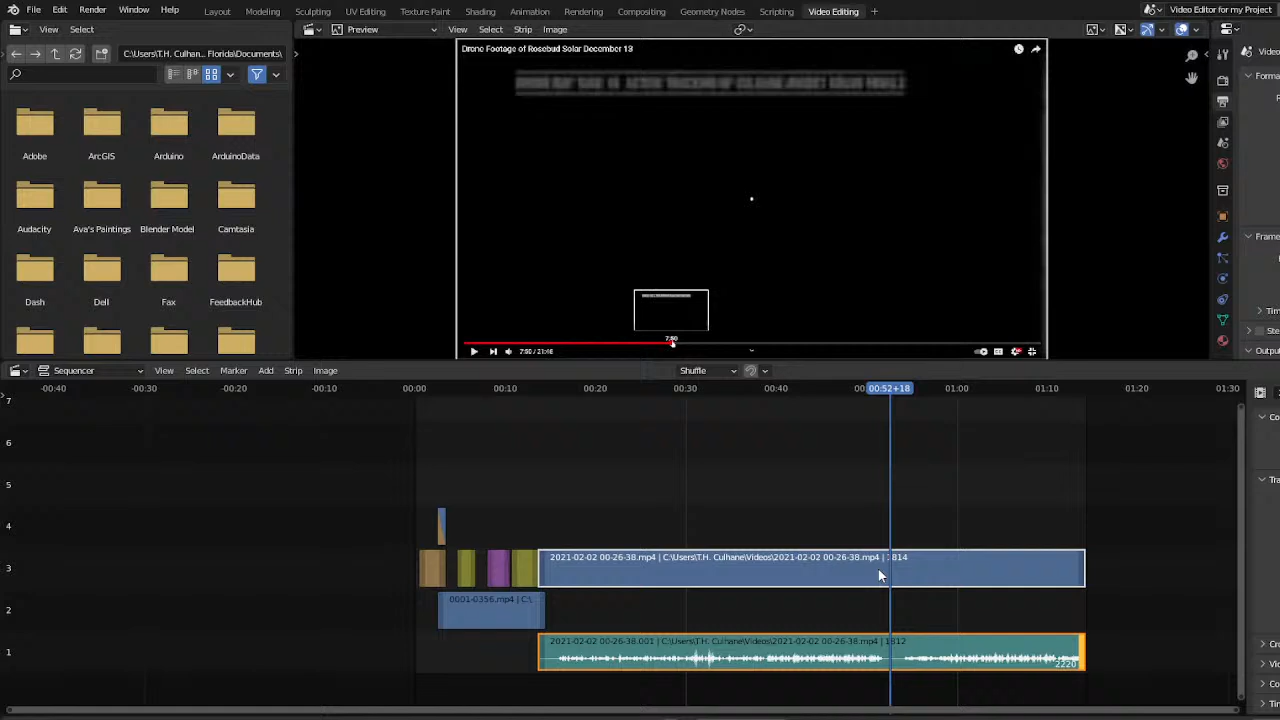 File Edit Render Window Help Layout Modeling Sculpting UV Editing Texture Paint Shading Animation Rendering Compositing Geometry Nodes Scripting Video Editing + Video Editor for my Project
View Select Preview View Select Strip Image
C:\Users\T.H. Culhan... Florida\Documents\
Drone Footage of Rosebud Solar December 13
Adobe ArcGIS Arduino ArduinoData
Audacity Ava's Paintings Blender Model Camtasia
Dash Dell Fax FeedbackHub
7:50
7:50 / 21:48
Sequencer View Select Marker Add Strip Image Shuffle
-00:40 -00:30 -00:20 -00:10 00:00 00:10 00:20 00:30 00:40 00:52+18 01:00 01:10 01:20 01:30
7
6
5
4
3 2021-02-02 00-26-38.mp4 | C:\Users\T.H. Culhane\Videos\2021-02-02 00-26-38.mp4 | 1814
2 0001-0356.mp4 | C:\
1 2021-02-02 00-26-38.001 | C:\Users\T.H. Culhane\Videos\2021-02-02 00-26-38.mp4 | 1812
2220